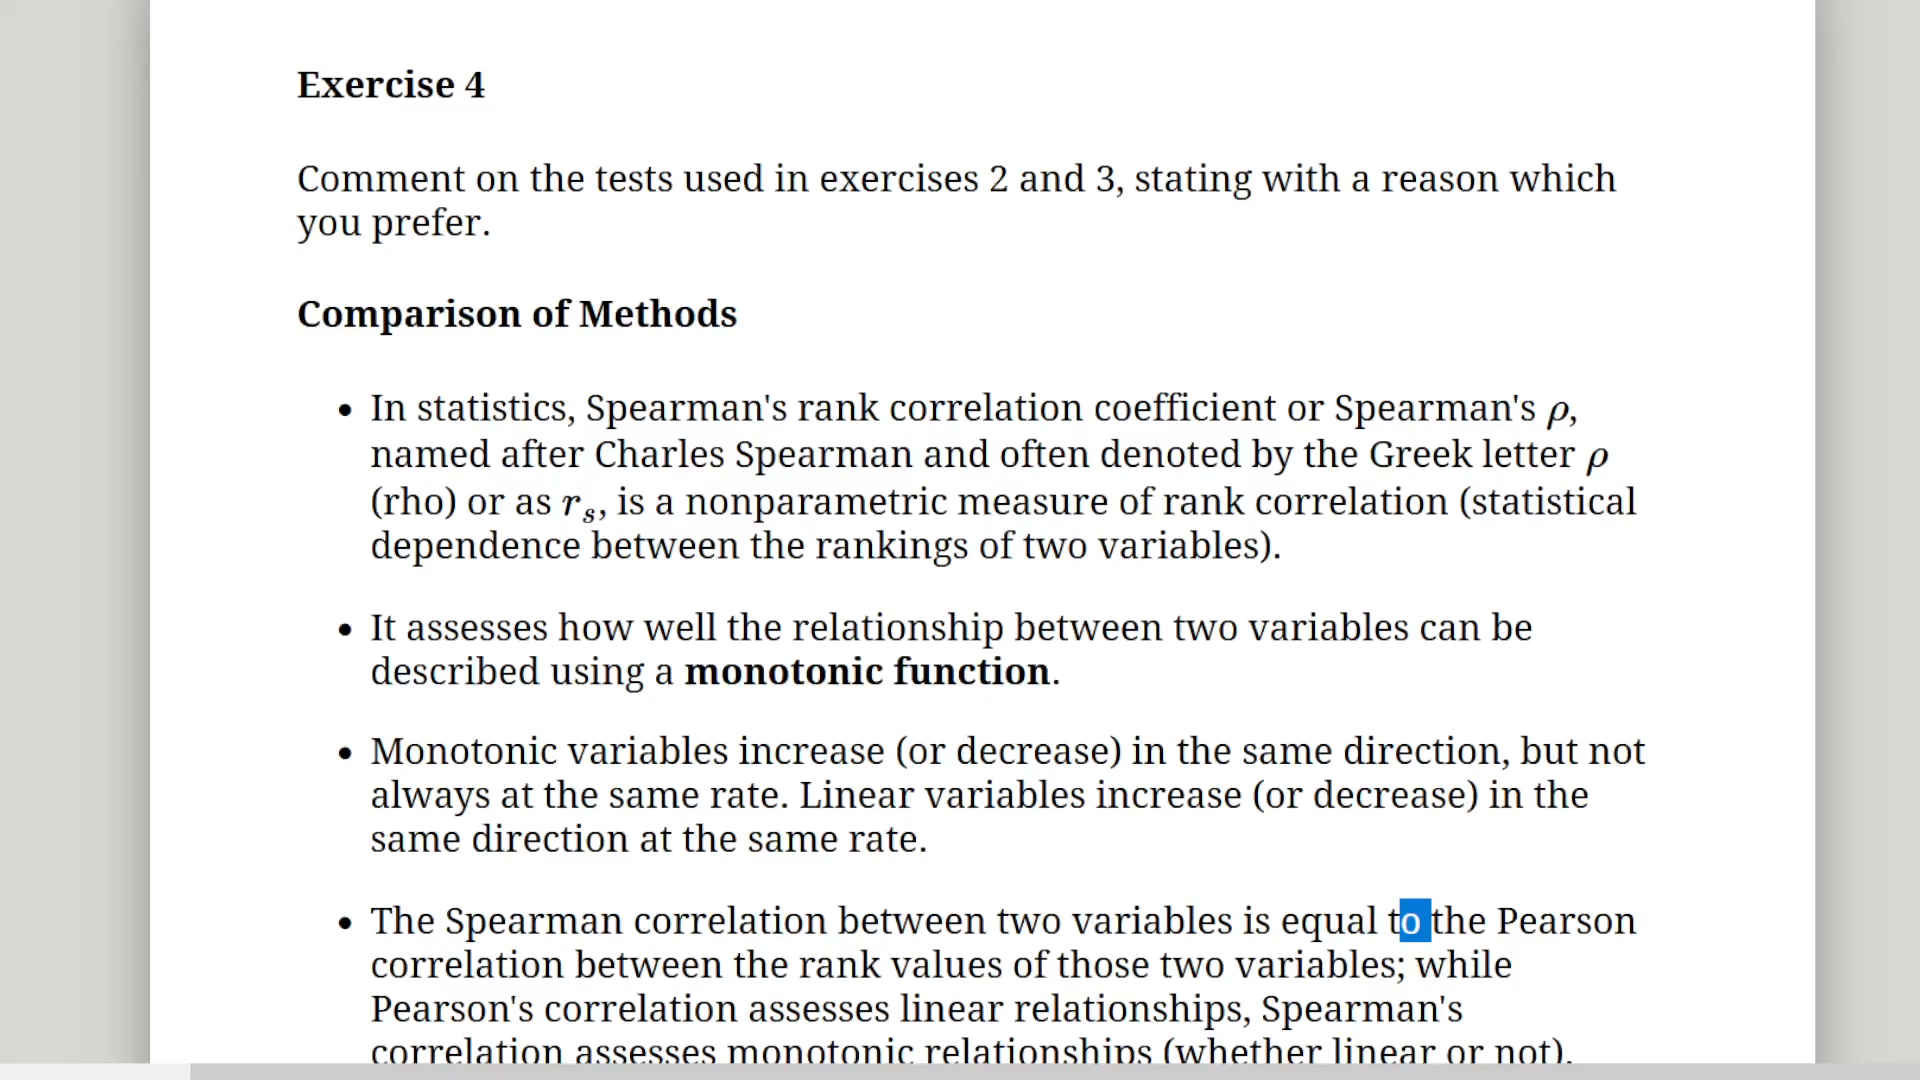 Exercise 4
Comment on the tests used in exercises 2 and 3, stating with a reason which
you prefer.
Comparison of Methods
• In statistics, Spearman's rank correlation coefficient or Spearman's ρ,
named after Charles Spearman and often denoted by the Greek letter ρ
(rho) or as rₛ, is a nonparametric measure of rank correlation (statistical
dependence between the rankings of two variables).
• It assesses how well the relationship between two variables can be
described using a monotonic function.
• Monotonic variables increase (or decrease) in the same direction, but not
always at the same rate. Linear variables increase (or decrease) in the
same direction at the same rate.
• The Spearman correlation between two variables is equal to the Pearson
correlation between the rank values of those two variables; while
Pearson's correlation assesses linear relationships, Spearman's
correlation assesses monotonic relationships (whether linear or not).